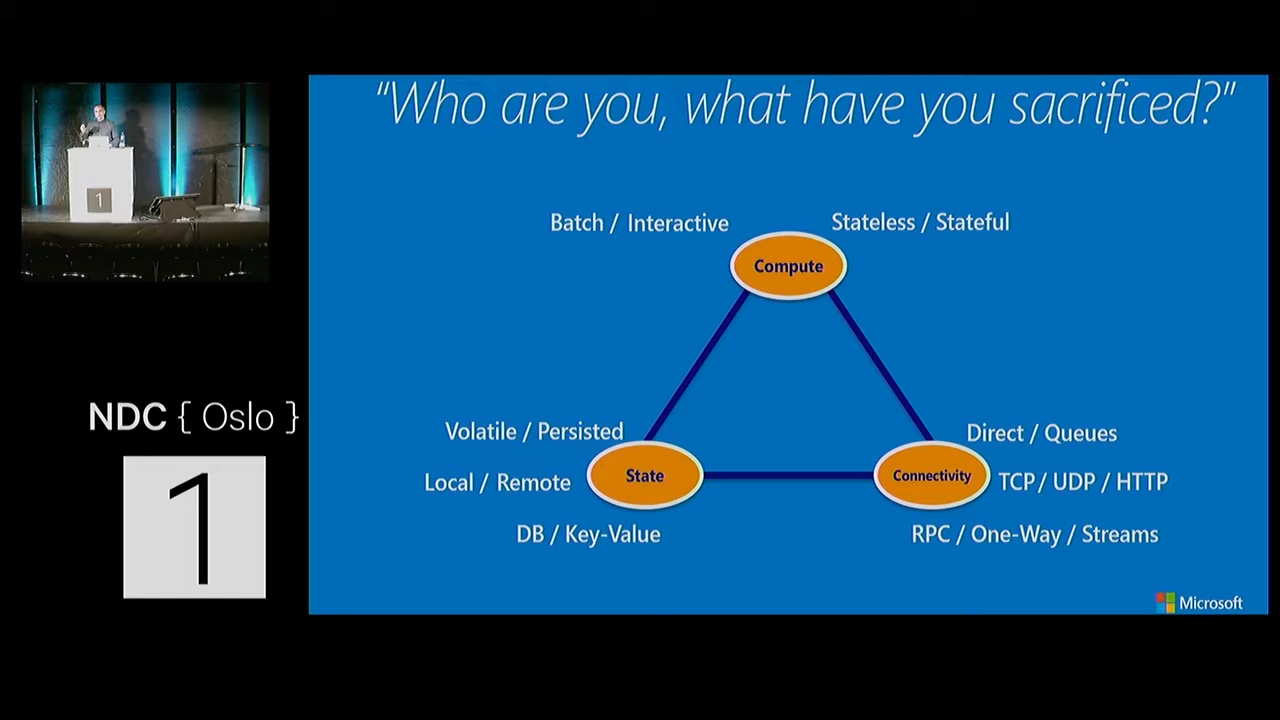 "Who are you, what have you sacrificed?"
Batch / Interactive
Stateless / Stateful
Compute
1
NDC { Oslo }
1
Volatile / Persisted
Direct / Queues
State
Connectivity
Local / Remote
TCP / UDP / HTTP
DB / Key-Value
RPC / One-Way / Streams
Microsoft